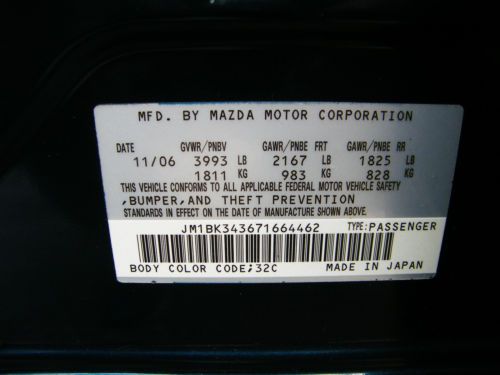 MFD. BY MAZDA MOTOR CORPORATION
DATE GVWR/PNBV GAWR/PNBE FRT GAWR/PNBE RR
11/06 3993 LB 2167 LB 1825 LB
1811 KG 983 KG 828 KG
THIS VEHICLE CONFORMS TO ALL APPLICABLE FEDERAL MOTOR VEHICLE SAFETY
,BUMPER,AND THEFT PREVENTION
STANDARDS IN EFFECT ON THE DATE OF MANUFACTURE SHOWN ABOVE.
JM1BK343671664462 TYPE:PASSENGER
BODY COLOR CODE:32C MADE IN JAPAN